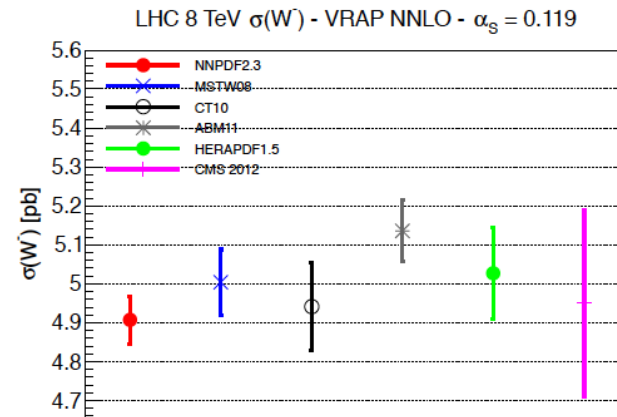 LHC 8 TeV σ(W⁻) - VRAP NNLO - α_S = 0.119
σ(W⁻) [pb]
5.6
5.5
5.4
5.3
5.2
5.1
5
4.9
4.8
4.7
NNPDF2.3
MSTW08
CT10
ABM11
HERAPDF1.5
CMS 2012